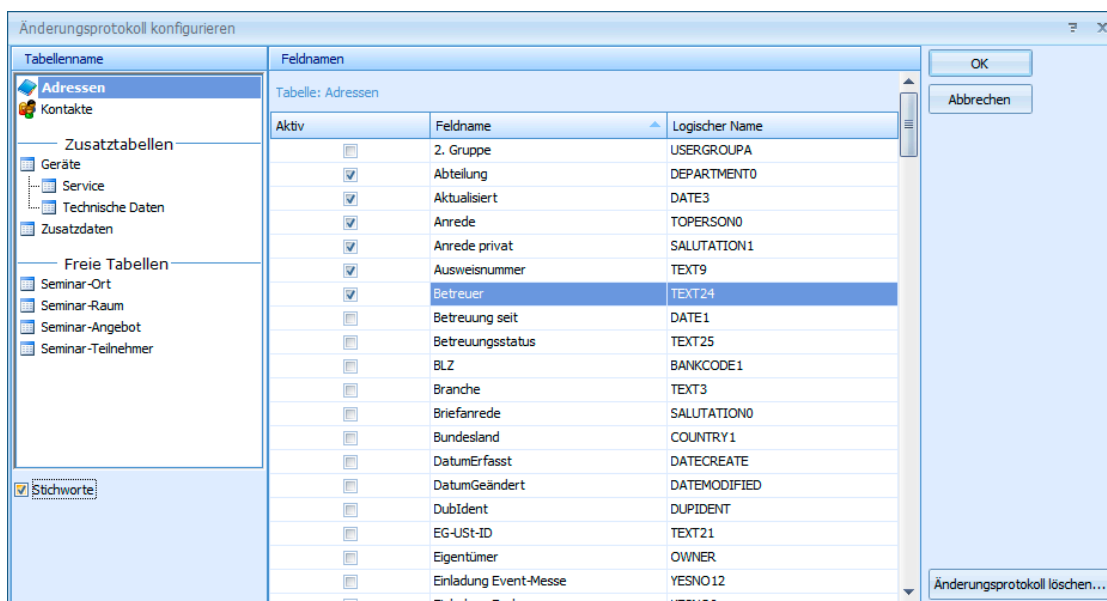 Änderungsprotokoll konfigurieren
Tabellenname
Adressen
Kontakte
Zusatztabellen
Geräte
Service
Technische Daten
Zusatzdaten
Freie Tabellen
Seminar-Ort
Seminar-Raum
Seminar-Angebot
Seminar-Teilnehmer
Stichworte
Feldnamen
Tabelle: Adressen
Aktiv Feldname Logischer Name
2. Gruppe USERGROUPA
Abteilung DEPARTMENT0
Aktualisiert DATE3
Anrede TOPERSON0
Anrede privat SALUTATION1
Ausweisnummer TEXT9
Betreuer TEXT24
Betreuung seit DATE1
Betreuungsstatus TEXT25
BLZ BANKCODE1
Branche TEXT3
Briefanrede SALUTATION0
Bundesland COUNTRY1
DatumErfasst DATECREATE
DatumGeändert DATEMODIFIED
DubIdent DUPIDENT
EG-USt-ID TEXT21
Eigentümer OWNER
Einladung Event-Messe YESNO12
OK
Abbrechen
Änderungsprotokoll löschen...